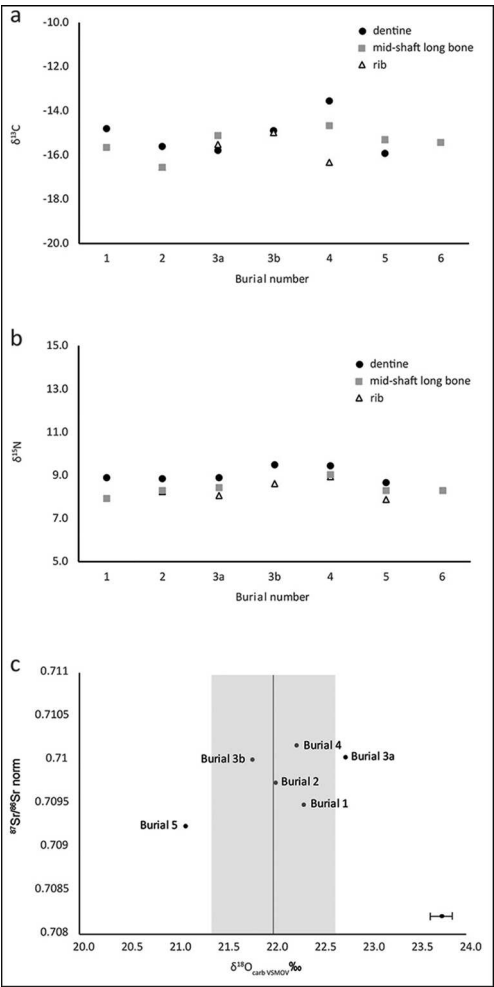 a
-10.0
-12.0
-14.0
-16.0
-18.0
-20.0
δ¹³C
dentine
mid-shaft long bone
rib
1 2 3a 3b 4 5 6
Burial number
b
15.0
13.0
11.0
9.0
7.0
5.0
δ¹⁵N
dentine
mid-shaft long bone
rib
1 2 3a 3b 4 5 6
Burial number
c
0.711
0.7105
0.71
0.7095
0.709
0.7085
0.708
⁸⁷Sr/⁸⁶Sr norm
Burial 4
Burial 3b
Burial 3a
Burial 2
Burial 1
Burial 5
20.0 20.5 21.0 21.5 22.0 22.5 23.0 23.5 24.0
δ¹⁸O carb VSMOV‰